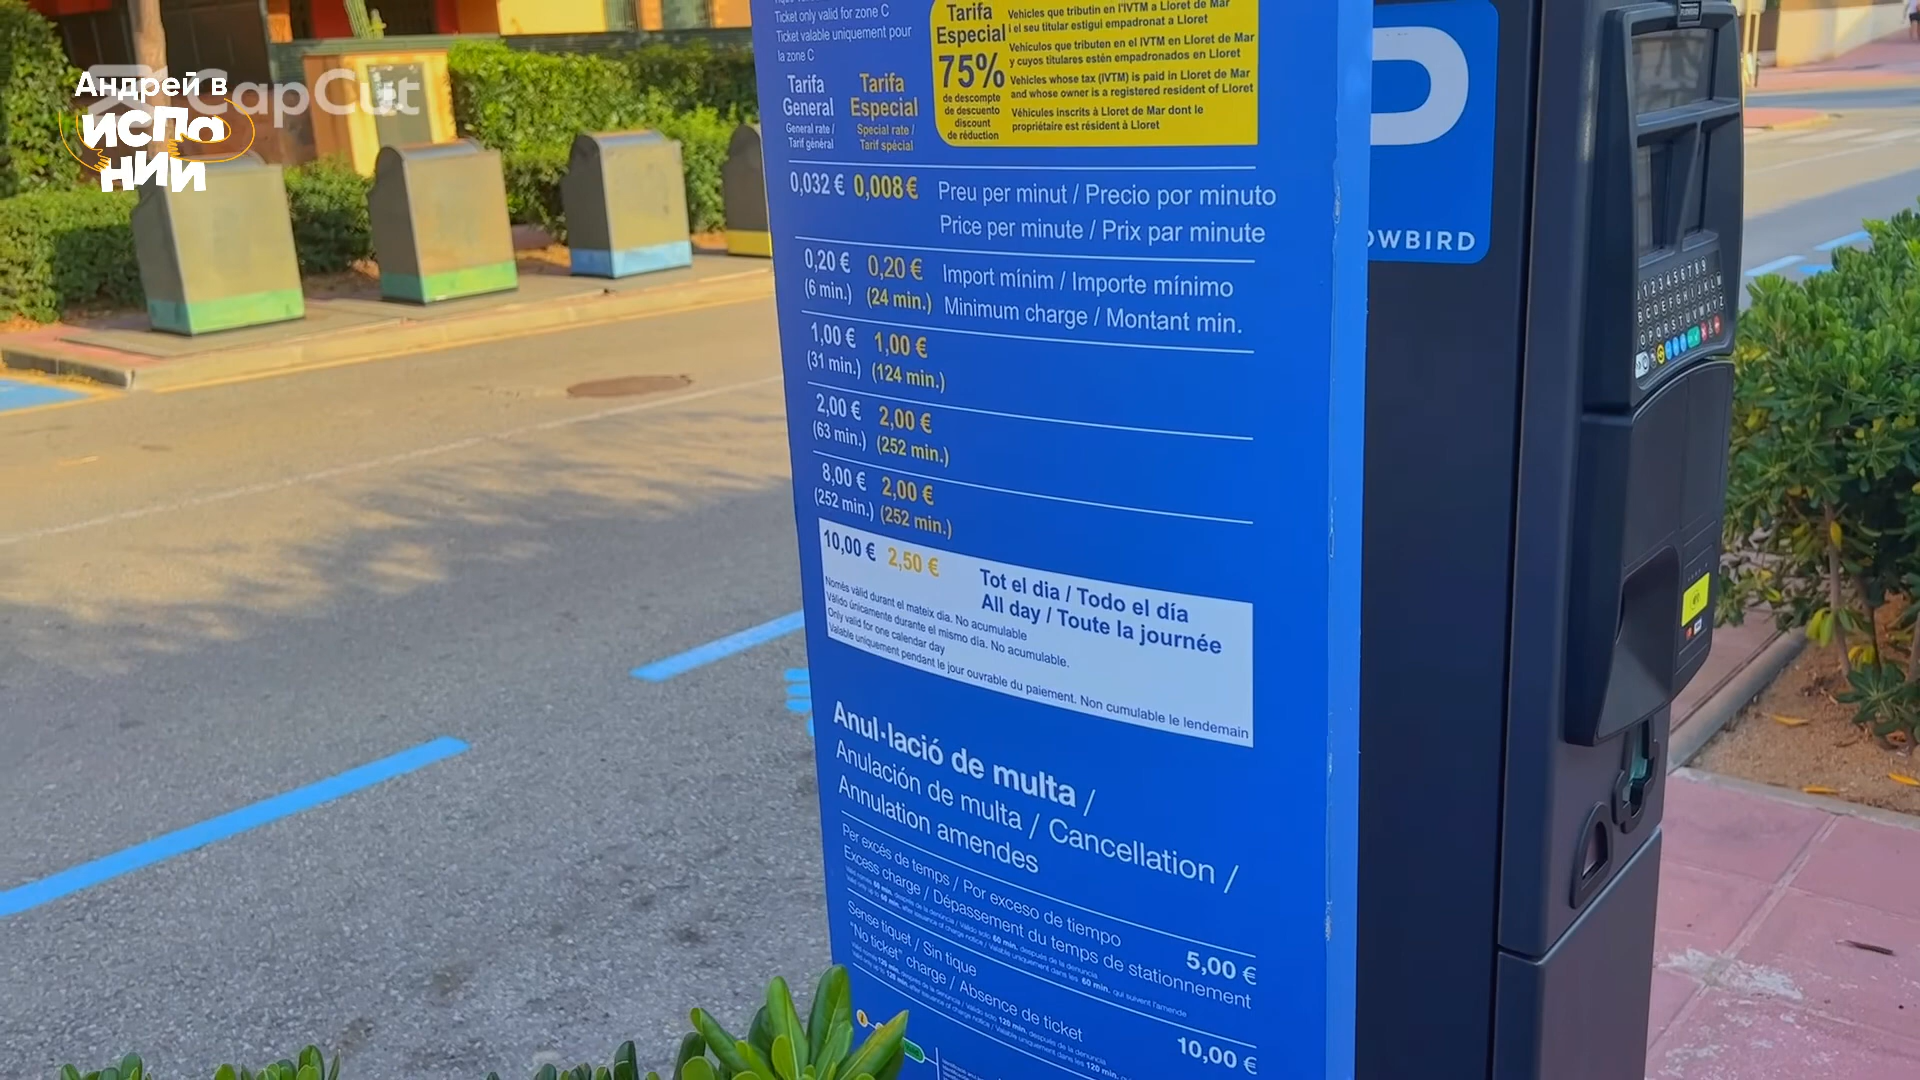 Андрей в
испа
нии
CapCut
Ticket only valid for zone C
Ticket valable uniquement pour
la zone C
Tarifa
General
General rate /
Tarif général
Tarifa
Especial
Special rate /
Tarif spécial
Tarifa
Especial
75%
de descompte
de descuento
discount
de réduction
Vehicles que tributin en l'IVTM a Lloret de Mar
i el seu titular estigui empadronat a Lloret
Vehiculos que tributen en el IVTM en Lloret de Mar
y cuyos titulares estén empadronados en Lloret
Vehicles whose tax (IVTM) is paid in Lloret de Mar
and whose owner is a registered resident of Lloret
Véhicules inscrits à Lloret de Mar dont le
propriétaire est résident à Lloret
0,032 € 0,008 € Preu per minut / Precio por minuto
Price per minute / Prix par minute
0,20 € 0,20 € Import mínim / Importe mínimo
(6 min.) (24 min.) Minimum charge / Montant min.
1,00 € 1,00 €
(31 min.) (124 min.)
2,00 € 2,00 €
(63 min.) (252 min.)
8,00 € 2,00 €
(252 min.) (252 min.)
10,00 € 2,50 € Tot el dia / Todo el día
All day / Toute la journée
Només vàlid durant el mateix dia. No acumulable
Válido únicamente durante el mismo día. No acumulable.
Only valid for one calendar day
Valable uniquement pendant le jour ouvrable du paiement. Non cumulable le lendemain
Anul·lació de multa /
Anulación de multa / Cancellation /
Annulation amendes
Per excés de temps / Por exceso de tiempo
Excess charge / Dépassement du temps de stationnement
5,00 €
Sense tiquet / Sin tique
"No ticket" charge / Absence de ticket
10,00 €
OWBIRD